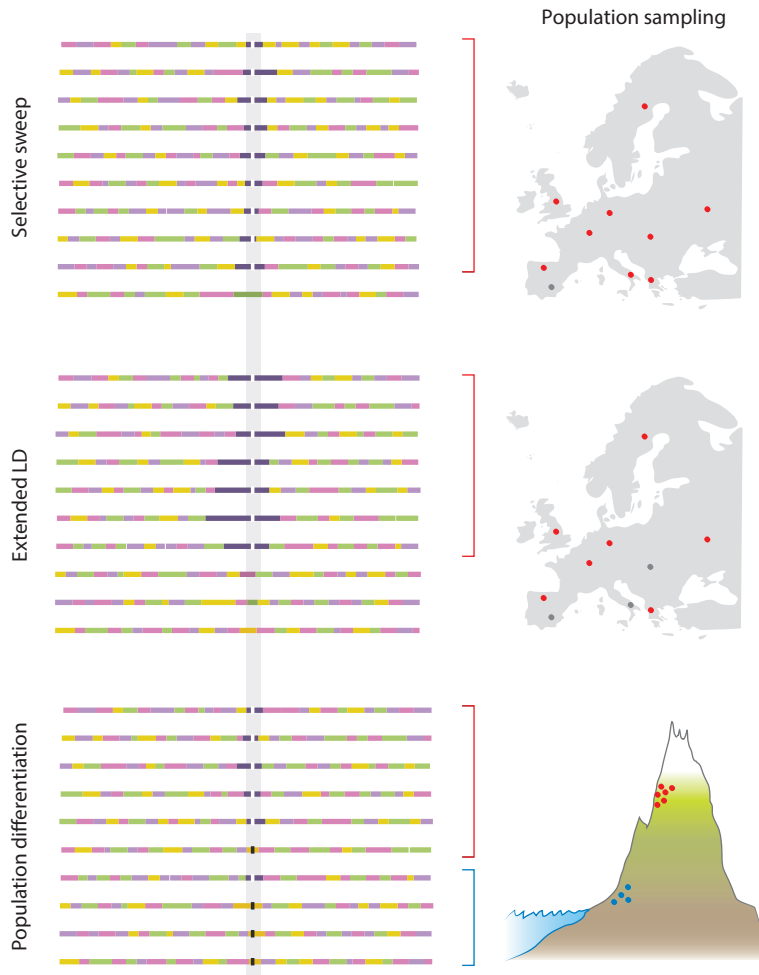 Population sampling
Selective sweep
Extended LD
Population differentiation